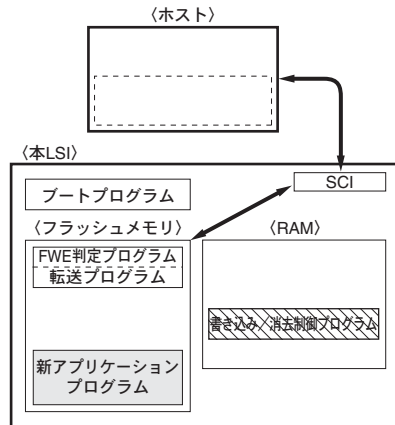 〈ホスト〉
〈本LSI〉
SCI
ブートプログラム
〈フラッシュメモリ〉
〈RAM〉
FWE判定プログラム
転送プログラム
書き込み／消去制御プログラム
新アプリケーション
プログラム